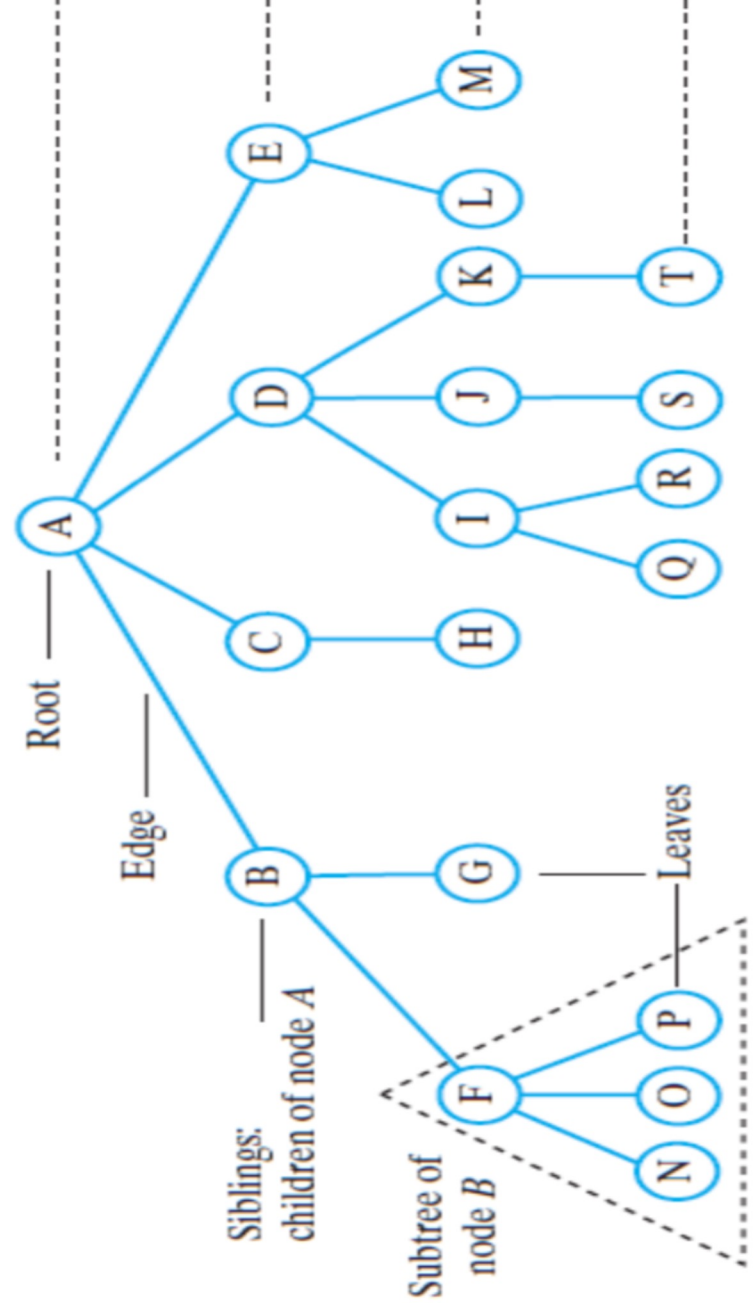 Root
A
Edge
Siblings:
children of node A
B
C
D
E
Subtree of
node B
F
G
H
I
J
K
L
M
N
O
P
Leaves
Q
R
S
T